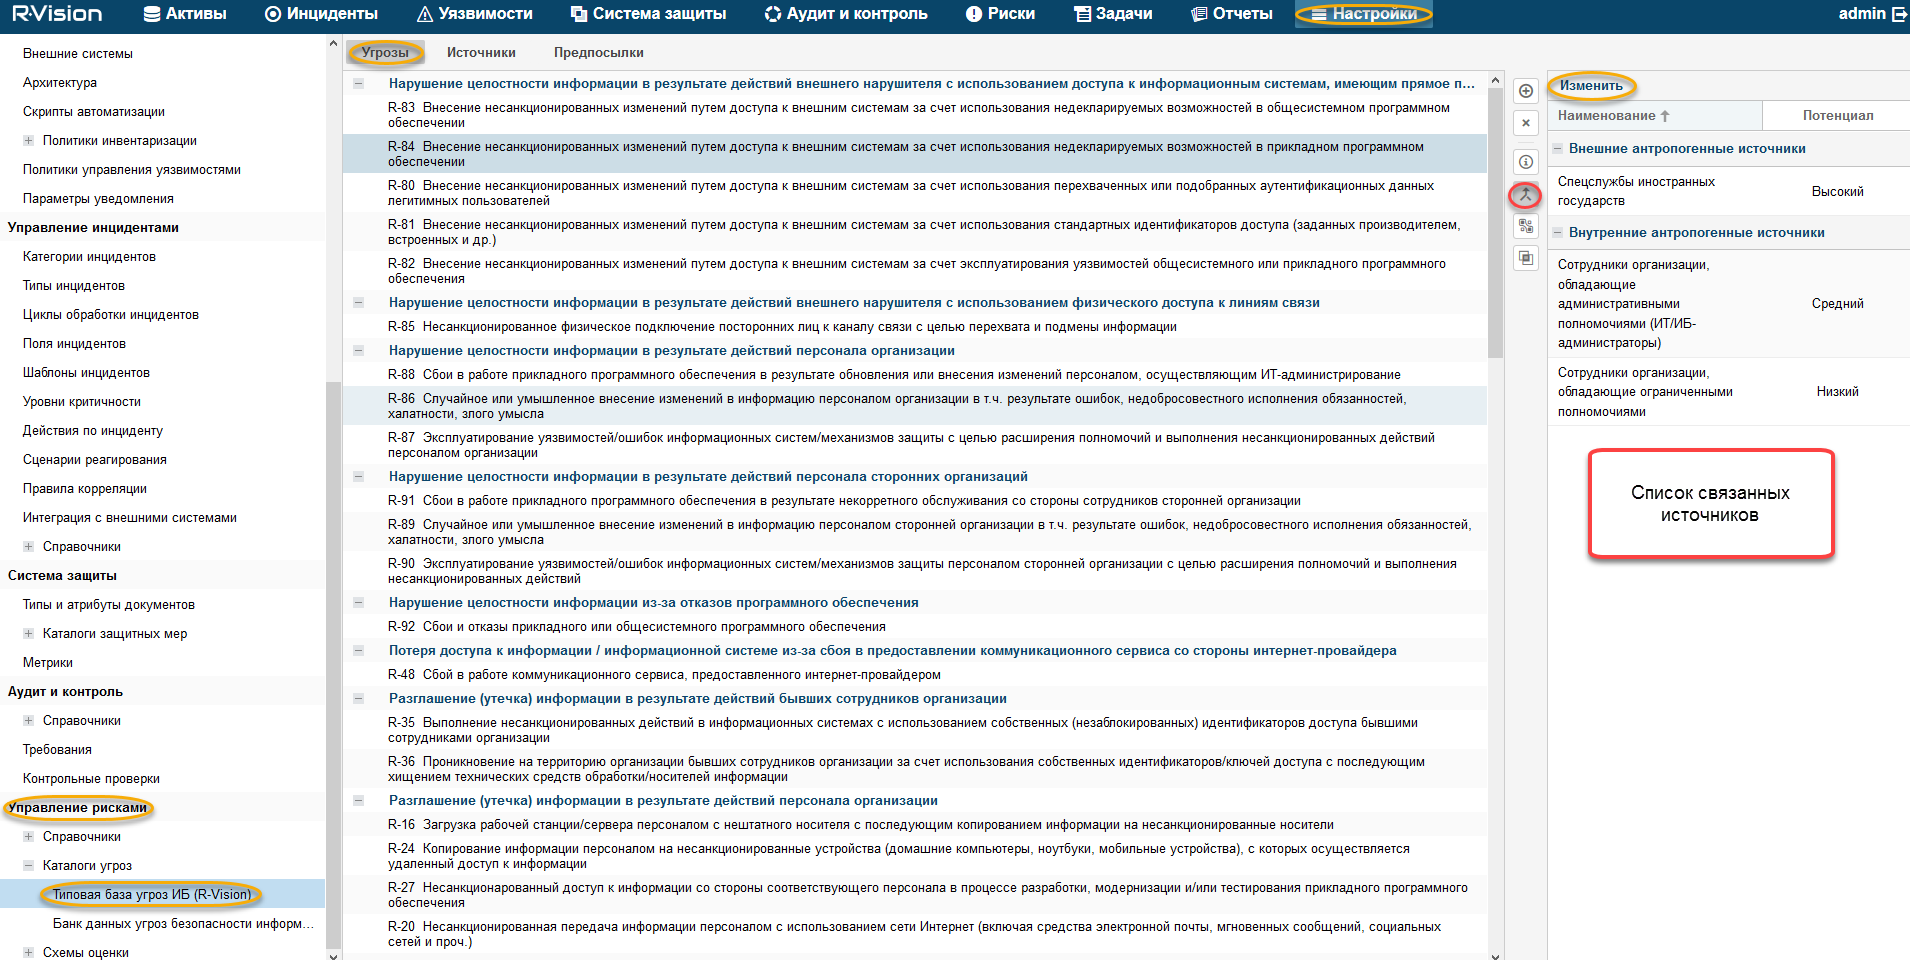 R-Vision
Активы
Инциденты
Уязвимости
Система защиты
Аудит и контроль
Риски
Задачи
Отчеты
Настройки
admin
Внешние системы
Архитектура
Скрипты автоматизации
Политики инвентаризации
Политики управления уязвимостями
Параметры уведомления
Управление инцидентами
Категории инцидентов
Типы инцидентов
Циклы обработки инцидентов
Поля инцидентов
Шаблоны инцидентов
Уровни критичности
Действия по инциденту
Сценарии реагирования
Правила корреляции
Интеграция с внешними системами
Справочники
Система защиты
Типы и атрибуты документов
Каталоги защитных мер
Метрики
Аудит и контроль
Справочники
Требования
Контрольные проверки
Управление рисками
Справочники
Каталоги угроз
Типовая база угроз ИБ (R-Vision)
Банк данных угроз безопасности информ...
Схемы оценки
Угрозы
Источники
Предпосылки
Нарушение целостности информации в результате действий внешнего нарушителя с использованием доступа к информационным системам, имеющим прямое п...
R-83 Внесение несанкционированных изменений путем доступа к внешним системам за счет использования недекларируемых возможностей в общесистемном программном
обеспечении
R-84 Внесение несанкционированных изменений путем доступа к внешним системам за счет использования недекларируемых возможностей в прикладном программном
обеспечении
R-80 Внесение несанкционированных изменений путем доступа к внешним системам за счет использования перехваченных или подобранных аутентификационных данных
легитимных пользователей
R-81 Внесение несанкционированных изменений путем доступа к внешним системам за счет использования стандартных идентификаторов доступа (заданных производителем,
встроенных и др.)
R-82 Внесение несанкционированных изменений путем доступа к внешним системам за счет эксплуатирования уязвимостей общесистемного или прикладного программного
обеспечения
Нарушение целостности информации в результате действий внешнего нарушителя с использованием физического доступа к линиям связи
R-85 Несанкционированное физическое подключение посторонних лиц к каналу связи с целью перехвата и подмены информации
Нарушение целостности информации в результате действий персонала организации
R-88 Сбои в работе прикладного программного обеспечения в результате обновления или внесения изменений персоналом, осуществляющим ИТ-администрирование
R-86 Случайное или умышленное внесение изменений в информацию персоналом организации в т.ч. результате ошибок, недобросовестного исполнения обязанностей,
халатности, злого умысла
R-87 Эксплуатирование уязвимостей/ошибок информационных систем/механизмов защиты с целью расширения полномочий и выполнения несанкционированных действий
персоналом организации
Нарушение целостности информации в результате действий персонала сторонних организаций
R-91 Сбои в работе прикладного программного обеспечения в результате некорретного обслуживания со стороны сотрудников сторонней организации
R-89 Случайное или умышленное внесение изменений в информацию персоналом сторонней организации в т.ч. результате ошибок, недобросовестного исполнения обязанностей,
халатности, злого умысла
R-90 Эксплуатирование уязвимостей/ошибок информационных систем/механизмов защиты персоналом сторонней организации с целью расширения полномочий и выполнения
несанкционированных действий
Нарушение целостности информации из-за отказов программного обеспечения
R-92 Сбои и отказы прикладного или общесистемного программного обеспечения
Потеря доступа к информации / информационной системе из-за сбоя в предоставлении коммуникационного сервиса со стороны интернет-провайдера
R-48 Сбой в работе коммуникационного сервиса, предоставленного интернет-провайдером
Разглашение (утечка) информации в результате действий бывших сотрудников организации
R-35 Выполнение несанкционированных действий в информационных системах с использованием собственных (незаблокированных) идентификаторов доступа бывшими
сотрудниками организации
R-36 Проникновение на территорию организации бывших сотрудников организации за счет использования собственных идентификаторов/ключей доступа с последующим
хищением технических средств обработки/носителей информации
Разглашение (утечка) информации в результате действий персонала организации
R-16 Загрузка рабочей станции/сервера персоналом с нештатного носителя с последующим копированием информации на несанкционированные носители
R-24 Копирование информации персоналом на несанкционированные устройства (домашние компьютеры, ноутбуки, мобильные устройства), с которых осуществляется
удаленный доступ к информации
R-27 Несанкционарованный доступ к информации со стороны соответствующего персонала в процессе разработки, модернизации и/или тестирования прикладного программного
обеспечения
R-20 Несанкционированная передача информации персоналом с использованием сети Интернет (включая средства электронной почты, мгновенных сообщений, социальных
сетей и проч.)
Изменить
Наименование
Потенциал
Внешние антропогенные источники
Спецслужбы иностранных
государств
Высокий
Внутренние антропогенные источники
Сотрудники организации,
обладающие
административными
полномочиями (ИТ/ИБ-
администраторы)
Средний
Сотрудники организации,
обладающие ограниченными
полномочиями
Низкий
Список связанных
источников